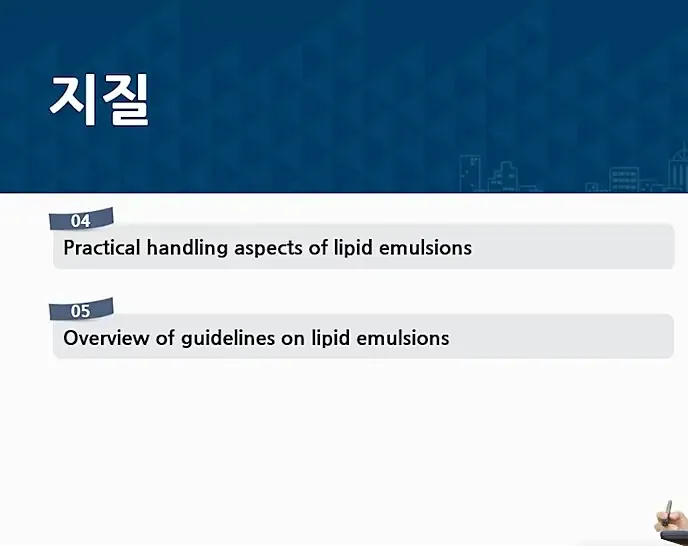 지질
04
Practical handling aspects of lipid emulsions
05
Overview of guidelines on lipid emulsions